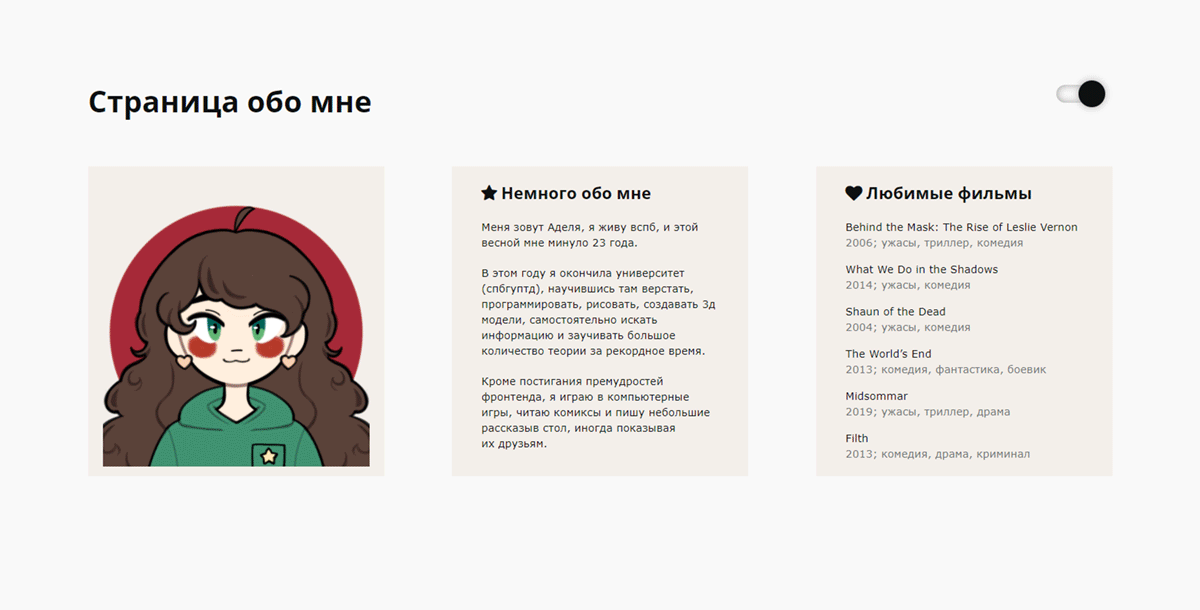 Страница обо мне
Немного обо мне
Меня зовут Аделя, я живу вспб, и этой
весной мне минуло 23 года.
В этом году я окончила университет
(спбгуптд), научившись там верстать,
программировать, рисовать, создавать 3д
модели, самостоятельно искать
информацию и заучивать большое
количество теории за рекордное время.
Кроме постигания премудростей
фронтенда, я играю в компьютерные
игры, читаю комиксы и пишу небольшие
рассказыв стол, иногда показывая
их друзьям.
Любимые фильмы
Behind the Mask: The Rise of Leslie Vernon
2006; ужасы, триллер, комедия
What We Do in the Shadows
2014; ужасы, комедия
Shaun of the Dead
2004; ужасы, комедия
The World’s End
2013; комедия, фантастика, боевик
Midsommar
2019; ужасы, триллер, драма
Filth
2013; комедия, драма, криминал